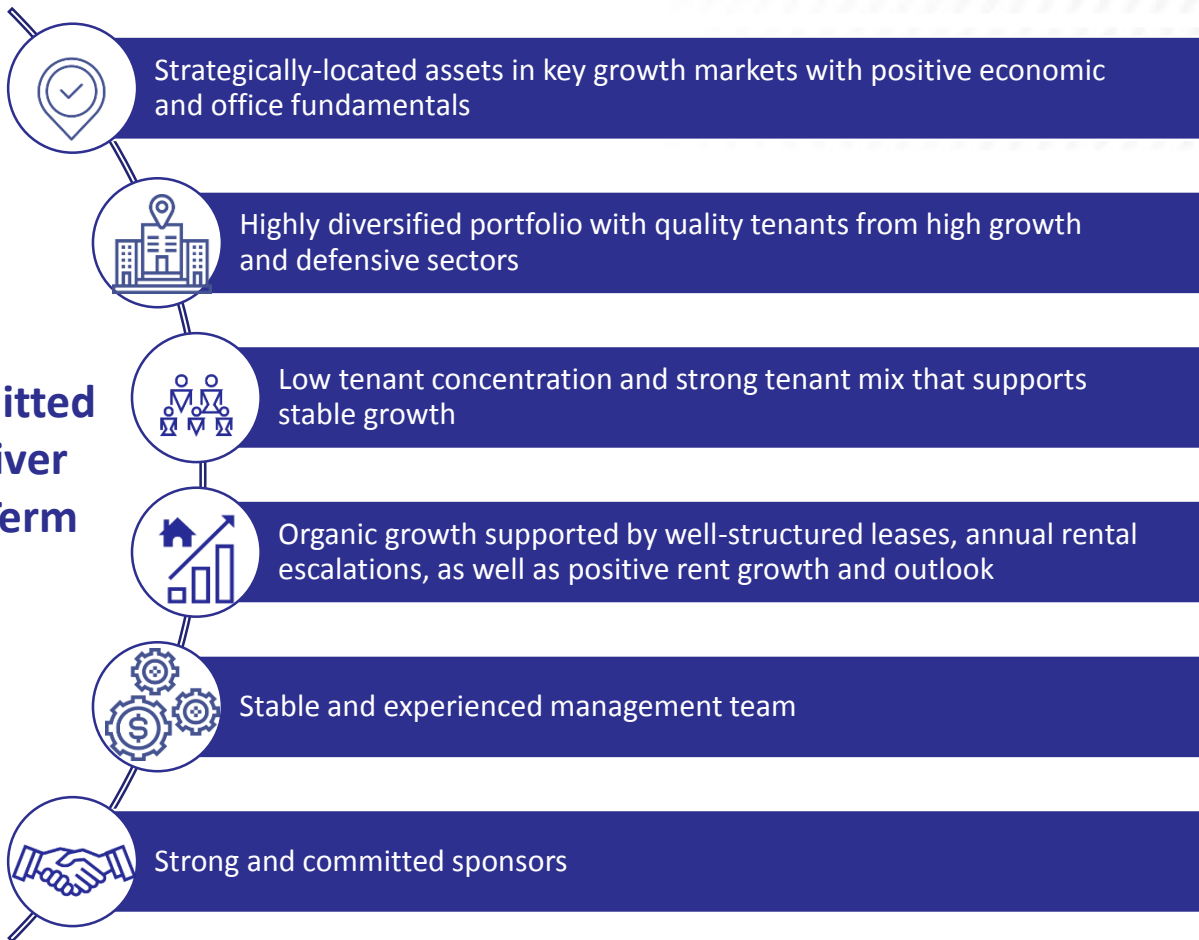 Strategically-located assets in key growth markets with positive economic
and office fundamentals
Highly diversified portfolio with quality tenants from high growth
and defensive sectors
itted
iver
Term
Low tenant concentration and strong tenant mix that supports
stable growth
Organic growth supported by well-structured leases, annual rental
escalations, as well as positive rent growth and outlook
Stable and experienced management team
$
Strong and committed sponsors